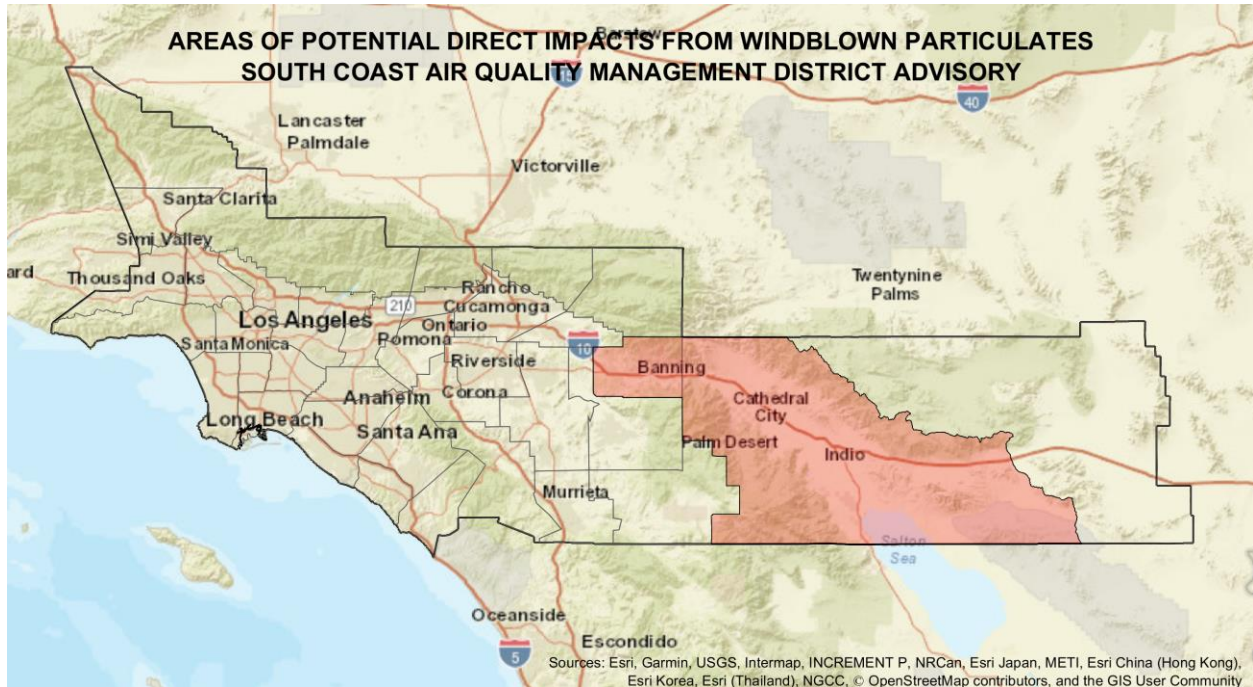 AREAS OF POTENTIAL DIRECT IMPACTS FROM WINDBLOWN PARTICULATES
SOUTH COAST AIR QUALITY MANAGEMENT DISTRICT ADVISORY
Barstow
15
40
Lancaster
Palmdale
Victorville
Santa Clarita
Simi Valley
ard
Thousand Oaks
Twentynine
Palms
210
Rancho
Cucamonga
Los Angeles
Ontario
Santa Monica
Pomona
10
Riverside
Banning
Anaheim
Corona
Cathedral
City
Long Beach
Santa Ana
Palm Desert
Indio
Murrieta
Salton
Sea
Oceanside
Escondido
5
Sources: Esri, Garmin, USGS, Intermap, INCREMENT P, NRCan, Esri Japan, METI, Esri China (Hong Kong),
Esri Korea, Esri (Thailand), NGCC, © OpenStreetMap contributors, and the GIS User Community